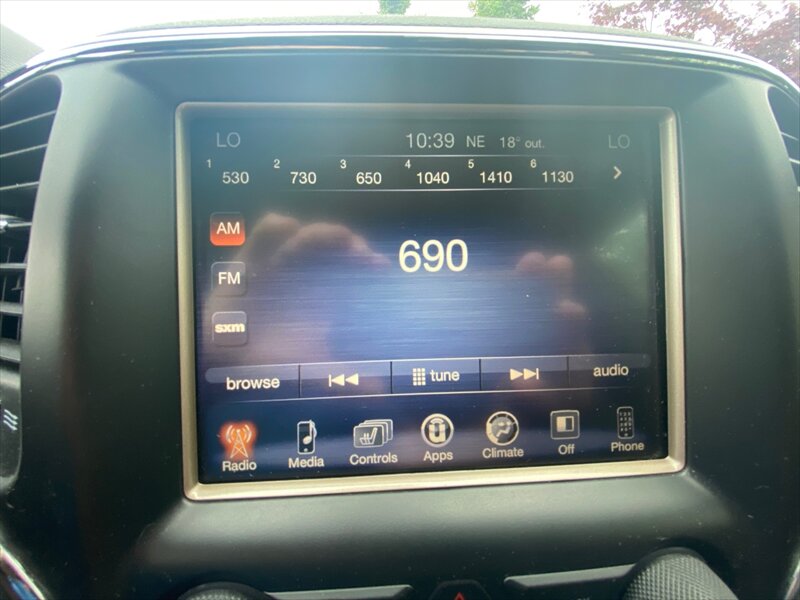 LO 10:39 NE 18° out. LO
1 530 2 730 3 650 4 1040 5 1410 6 1130 >
AM
690
FM
sxm
browse tune audio
Radio Media Controls Apps Climate Off Phone